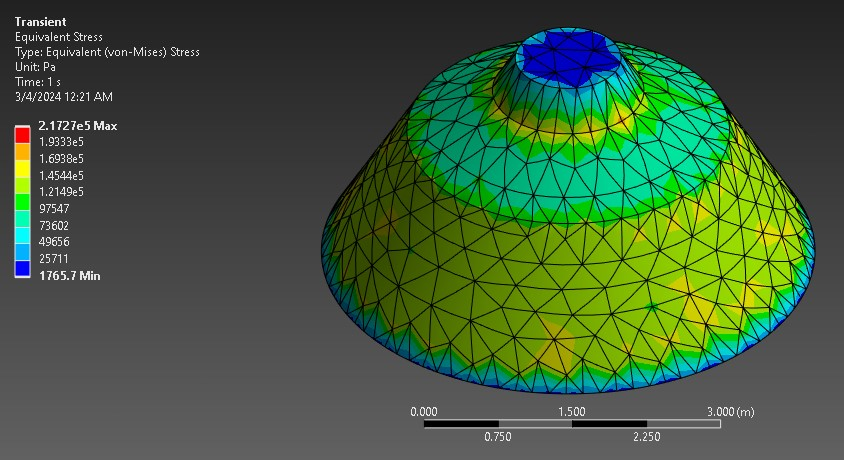 Transient
Equivalent Stress
Type: Equivalent (von-Mises) Stress
Unit: Pa
Time: 1 s
3/4/2024 12:21 AM
2.1727e5 Max
1.9333e5
1.6938e5
1.4544e5
1.2149e5
97547
73602
49656
25711
1765.7 Min
0.000 1.500 3.000 (m)
0.750 2.250